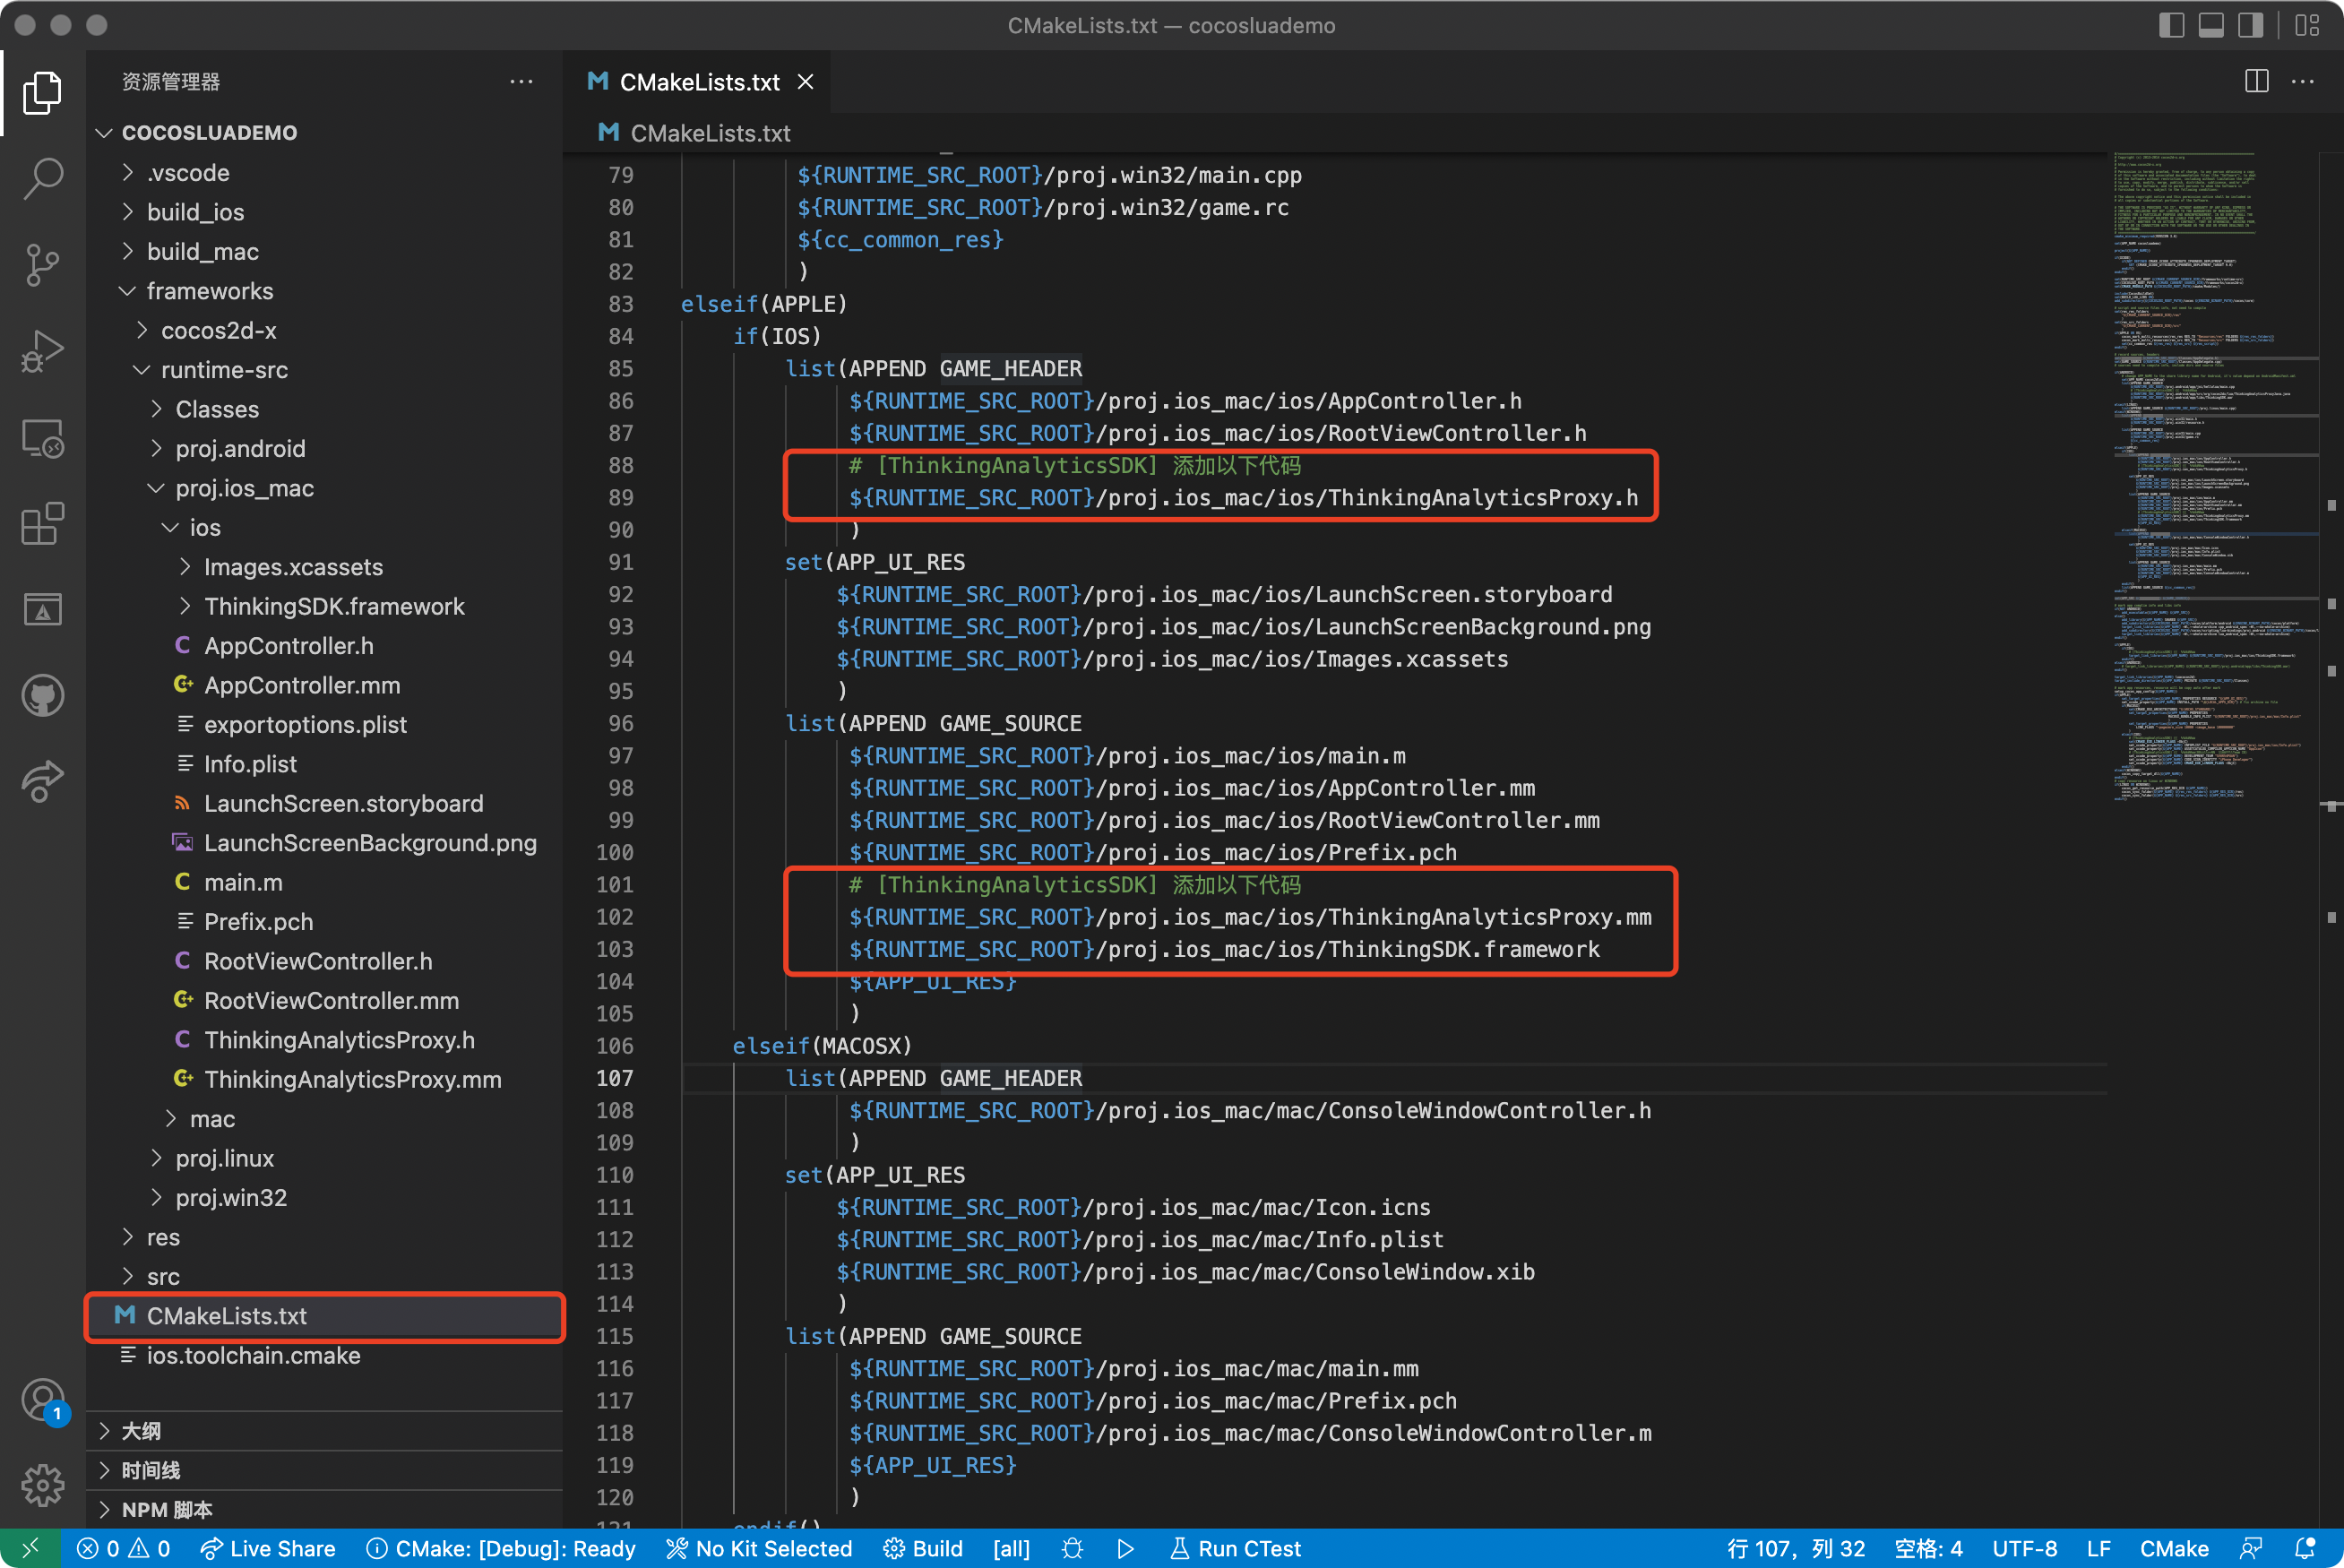 CMakeLists.txt — cocosluademo
资源管理器
COCOSLUADEMO
.vscode
build_ios
build_mac
frameworks
cocos2d-x
runtime-src
Classes
proj.android
proj.ios_mac
ios
Images.xcassets
ThinkingSDK.framework
AppController.h
AppController.mm
exportoptions.plist
Info.plist
LaunchScreen.storyboard
LaunchScreenBackground.png
main.m
Prefix.pch
RootViewController.h
RootViewController.mm
ThinkingAnalyticsProxy.h
ThinkingAnalyticsProxy.mm
mac
proj.linux
proj.win32
res
src
CMakeLists.txt
ios.toolchain.cmake
大纲
时间线
NPM 脚本
1
CMakeLists.txt
CMakeLists.txt
79 ${RUNTIME_SRC_ROOT}/proj.win32/main.cpp
80 ${RUNTIME_SRC_ROOT}/proj.win32/game.rc
81 ${cc_common_res}
82 )
83 elseif(APPLE)
84 if(IOS)
85 list(APPEND GAME_HEADER
86 ${RUNTIME_SRC_ROOT}/proj.ios_mac/ios/AppController.h
87 ${RUNTIME_SRC_ROOT}/proj.ios_mac/ios/RootViewController.h
88 # [ThinkingAnalyticsSDK] 添加以下代码
89 ${RUNTIME_SRC_ROOT}/proj.ios_mac/ios/ThinkingAnalyticsProxy.h
90 )
91 set(APP_UI_RES
92 ${RUNTIME_SRC_ROOT}/proj.ios_mac/ios/LaunchScreen.storyboard
93 ${RUNTIME_SRC_ROOT}/proj.ios_mac/ios/LaunchScreenBackground.png
94 ${RUNTIME_SRC_ROOT}/proj.ios_mac/ios/Images.xcassets
95 )
96 list(APPEND GAME_SOURCE
97 ${RUNTIME_SRC_ROOT}/proj.ios_mac/ios/main.m
98 ${RUNTIME_SRC_ROOT}/proj.ios_mac/ios/AppController.mm
99 ${RUNTIME_SRC_ROOT}/proj.ios_mac/ios/RootViewController.mm
100 ${RUNTIME_SRC_ROOT}/proj.ios_mac/ios/Prefix.pch
101 # [ThinkingAnalyticsSDK] 添加以下代码
102 ${RUNTIME_SRC_ROOT}/proj.ios_mac/ios/ThinkingAnalyticsProxy.mm
103 ${RUNTIME_SRC_ROOT}/proj.ios_mac/ios/ThinkingSDK.framework
104 ${APP_UI_RES}
105 )
106 elseif(MACOSX)
107 list(APPEND GAME_HEADER
108 ${RUNTIME_SRC_ROOT}/proj.ios_mac/mac/ConsoleWindowController.h
109 )
110 set(APP_UI_RES
111 ${RUNTIME_SRC_ROOT}/proj.ios_mac/mac/Icon.icns
112 ${RUNTIME_SRC_ROOT}/proj.ios_mac/mac/Info.plist
113 ${RUNTIME_SRC_ROOT}/proj.ios_mac/mac/ConsoleWindow.xib
114 )
115 list(APPEND GAME_SOURCE
116 ${RUNTIME_SRC_ROOT}/proj.ios_mac/mac/main.mm
117 ${RUNTIME_SRC_ROOT}/proj.ios_mac/mac/Prefix.pch
118 ${RUNTIME_SRC_ROOT}/proj.ios_mac/mac/ConsoleWindowController.m
119 ${APP_UI_RES}
120 )
121 endif()
0 0 Live Share CMake: [Debug]: Ready No Kit Selected Build [all] Run CTest 行 107，列 32 空格: 4 UTF-8 LF CMake